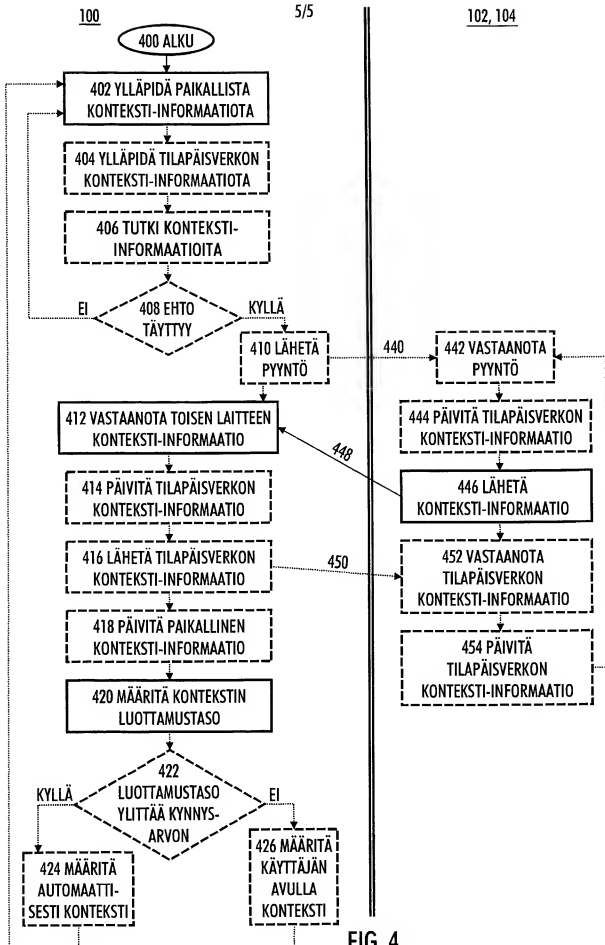 100
5/5
102, 104
400 ALKU
402 YLLÄPIDÄ PAIKALLISTA
KONTEKSTI-INFORMAATIOTA
404 YLLÄPIDÄ TILAPÄISVERKON
KONTEKSTI-INFORMAATIOTA
406 TUTKI KONTEKSTI-
INFORMAATIOITA
EI
408 EHTO
TÄYTTYY
KYLLÄ
410 LÄHETÄ
PYYNTÖ
440
442 VASTAANOTA
PYYNTÖ
412 VASTAANOTA TOISEN LAITTEEN
KONTEKSTI-INFORMAATIO
444 PÄIVITÄ TILAPÄISVERKON
KONTEKSTI-INFORMAATIO
448
446 LÄHETÄ
KONTEKSTI-INFORMAATIO
414 PÄIVITÄ TILAPÄISVERKON
KONTEKSTI-INFORMAATIO
416 LÄHETÄ TILAPÄISVERKON
KONTEKSTI-INFORMAATIO
450
452 VASTAANOTA
TILAPÄISVERKON
KONTEKSTI-INFORMAATIO
418 PÄIVITÄ PAIKALLINEN
KONTEKSTI-INFORMAATIO
454 PÄIVITÄ
TILAPÄISVERKON
KONTEKSTI-INFORMAATIO
420 MÄÄRITÄ KONTEKSTIN
LUOTTAMUSTASO
KYLLÄ
422
LUOTTAMUSTASO
YLITTÄÄ KYNNYS-
ARVON
EI
424 MÄÄRITÄ
AUTOMAATTI-
SESTI KONTEKSTI
426 MÄÄRITÄ
KÄYTTÄJÄN
AVULLA
KONTEKSTI
FIG. 4